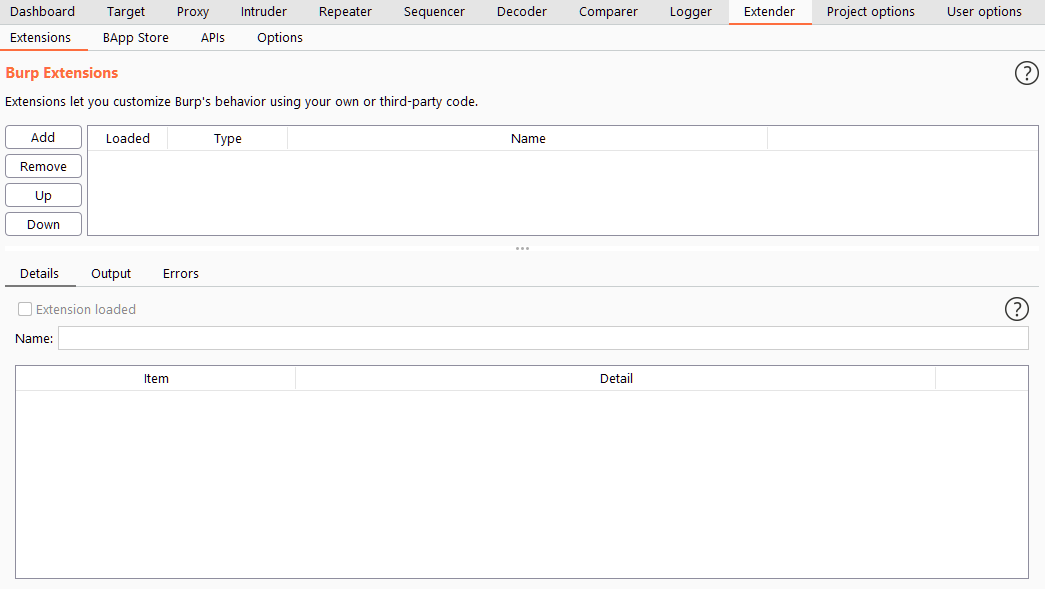 Dashboard Target Proxy Intruder Repeater Sequencer Decoder Comparer Logger Extender Project options User options
Extensions BApp Store APIs Options
Burp Extensions ?
Extensions let you customize Burp's behavior using your own or third-party code.
Add Loaded Type Name
Remove
Up
Down
Details Output Errors
Extension loaded ?
Name:
Item Detail